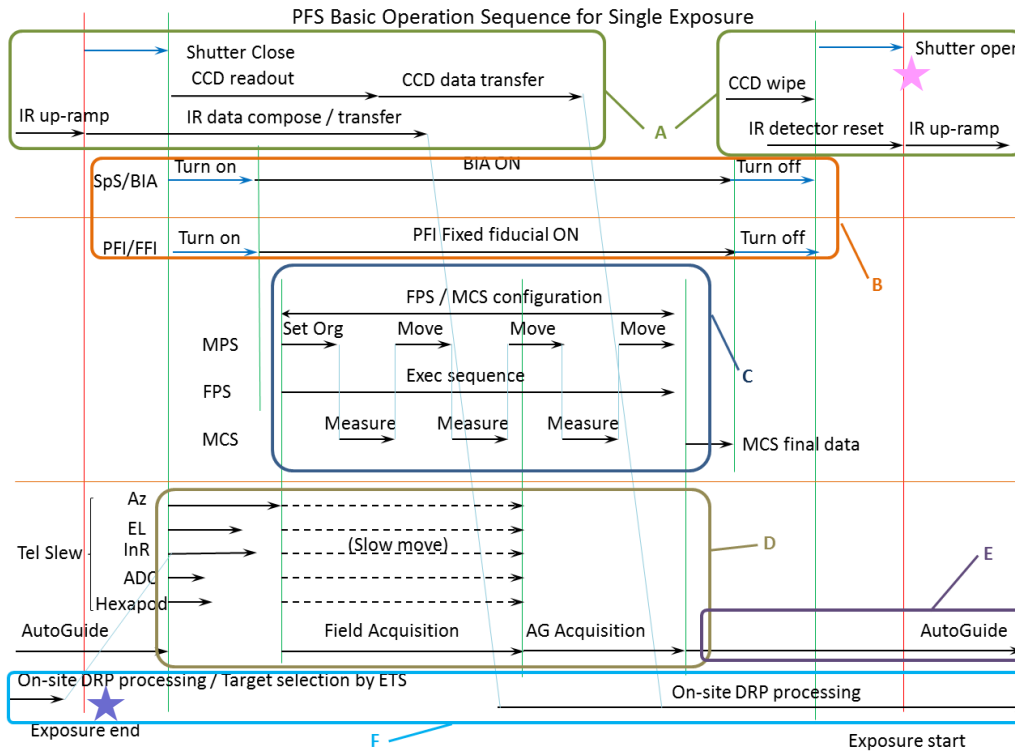 PFS Basic Operation Sequence for Single Exposure
Shutter Close
Shutter open
CCD readout
CCD data transfer
CCD wipe
A
IR up-ramp
IR data compose / transfer
IR detector reset
IR up-ramp
SpS/BIA
Turn on
BIA ON
Turn off
PFI/FFI
Turn on
PFI Fixed fiducial ON
Turn off
B
FPS / MCS configuration
MPS
Set Org
Move
Move
Move
C
FPS
Exec sequence
MCS
Measure
Measure
Measure
MCS final data
Tel Slew
Az
EL
InR
(Slow move)
ADC
Hexapod
D
E
AutoGuide
Field Acquisition
AG Acquisition
AutoGuide
On-site DRP processing / Target selection by ETS
On-site DRP processing
Exposure end
F
Exposure start